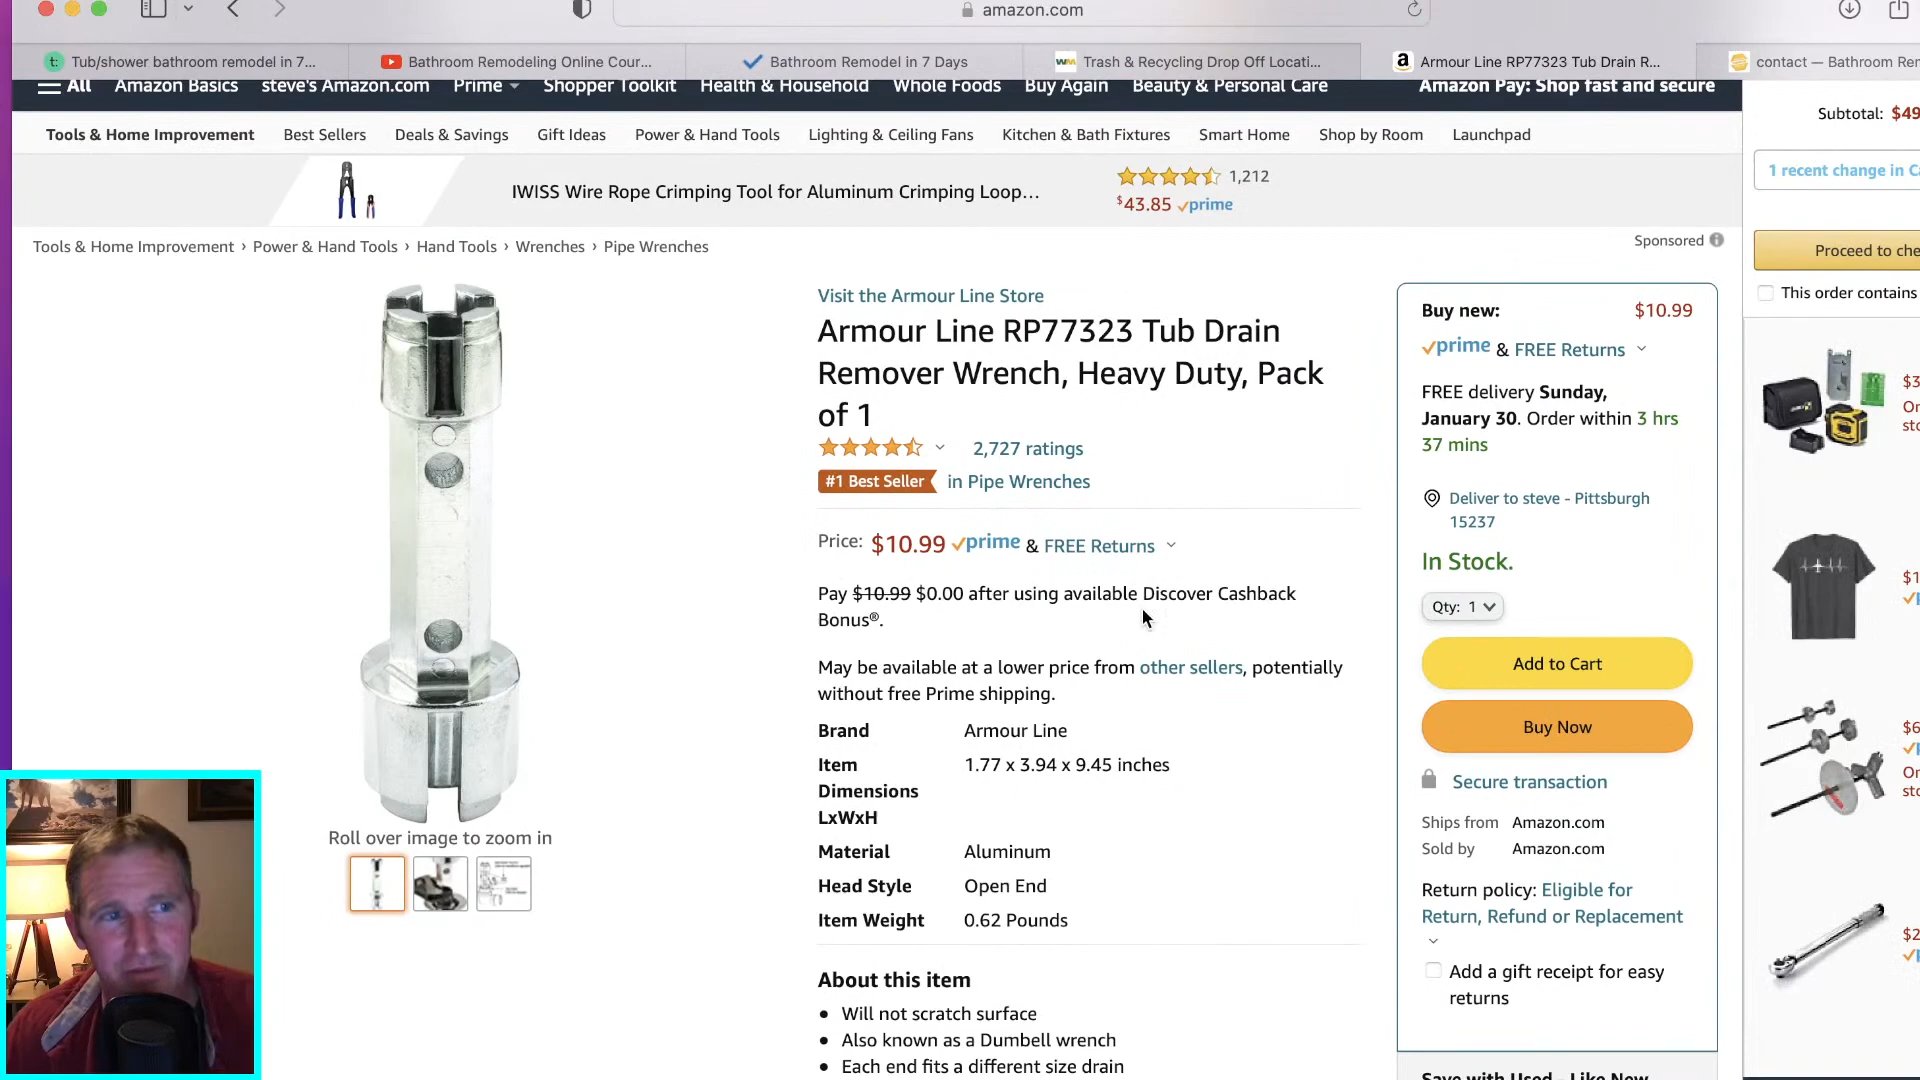 amazon.com
Tub/shower bathroom remodel in 7...
Bathroom Remodeling Online Cour...
Bathroom Remodel in 7 Days
Trash & Recycling Drop Off Locati...
Armour Line RP77323 Tub Drain R...
contact — Bathroom Re
All
Amazon Basics
steve's Amazon.com
Prime
Shopper Toolkit
Health & Household
Whole Foods
Buy Again
Beauty & Personal Care
Amazon Pay: Shop fast and secure
Tools & Home Improvement
Best Sellers
Deals & Savings
Gift Ideas
Power & Hand Tools
Lighting & Ceiling Fans
Kitchen & Bath Fixtures
Smart Home
Shop by Room
Launchpad
IWISS Wire Rope Crimping Tool for Aluminum Crimping Loop...
1,212
$43.85 prime
Sponsored
Tools & Home Improvement › Power & Hand Tools › Hand Tools › Wrenches › Pipe Wrenches
Roll over image to zoom in
Visit the Armour Line Store
Armour Line RP77323 Tub Drain
Remover Wrench, Heavy Duty, Pack
of 1
2,727 ratings
#1 Best Seller in Pipe Wrenches
Price: $10.99 prime & FREE Returns
Pay $10.99 $0.00 after using available Discover Cashback
Bonus®.
May be available at a lower price from other sellers, potentially
without free Prime shipping.
Brand Armour Line
Item 1.77 x 3.94 x 9.45 inches
Dimensions
LxWxH
Material Aluminum
Head Style Open End
Item Weight 0.62 Pounds
About this item
• Will not scratch surface
• Also known as a Dumbell wrench
• Each end fits a different size drain
Buy new: $10.99
prime & FREE Returns
FREE delivery Sunday,
January 30. Order within 3 hrs
37 mins
Deliver to steve - Pittsburgh
15237
In Stock.
Qty: 1
Add to Cart
Buy Now
Secure transaction
Ships from Amazon.com
Sold by Amazon.com
Return policy: Eligible for
Return, Refund or Replacement
Add a gift receipt for easy
returns
Save with Used - Like New
Subtotal: $49
1 recent change in Ca
Proceed to che
This order contains
$3
Or
sto
$1
$6
Or
sto
$2